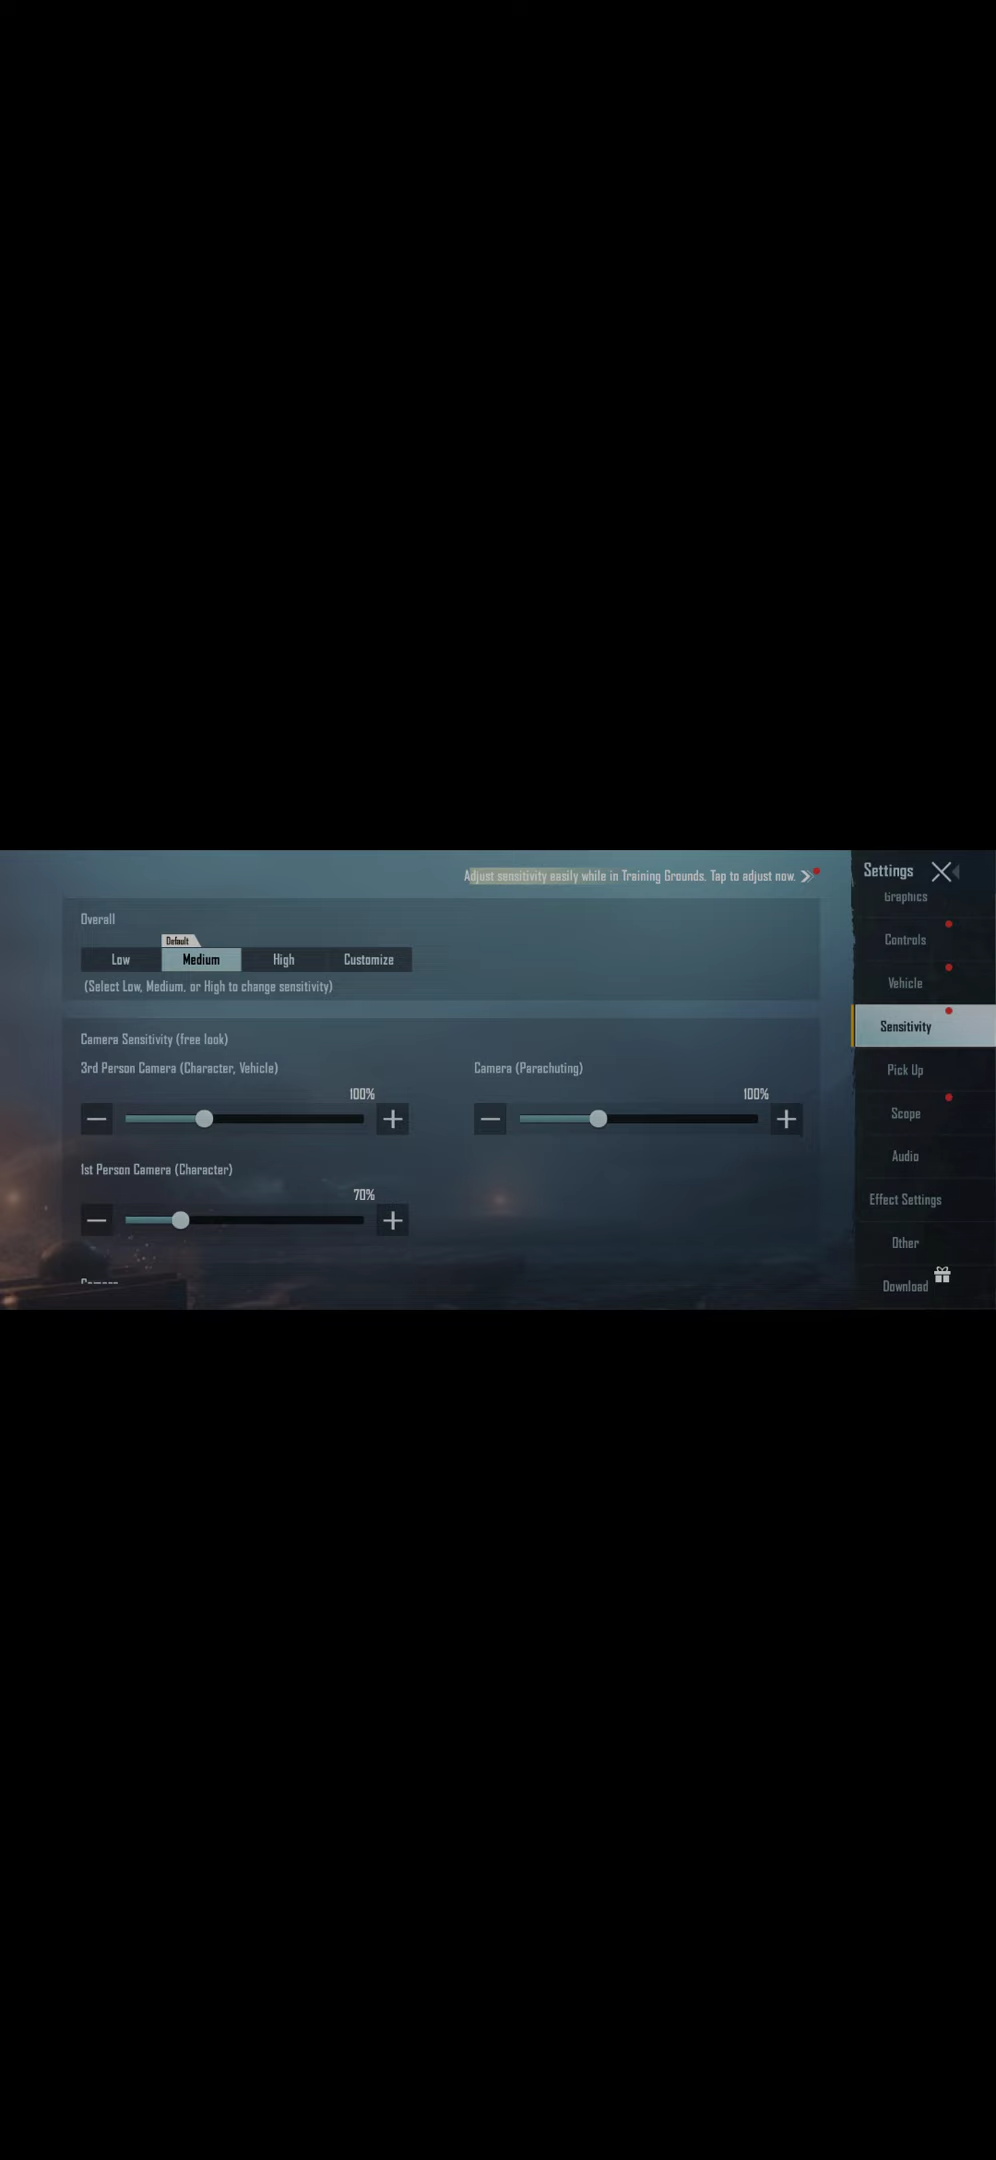 Adjust sensitivity easily while in Training Grounds. Tap to adjust now.
Settings
Overall
Default
Low
Medium
High
Customize
(Select Low, Medium, or High to change sensitivity)
Camera Sensitivity (free look)
3rd Person Camera (Character, Vehicle)
100%
Camera (Parachuting)
100%
1st Person Camera (Character)
70%
Camera
Graphics
Controls
Vehicle
Sensitivity
Pick Up
Scope
Audio
Effect Settings
Other
Download